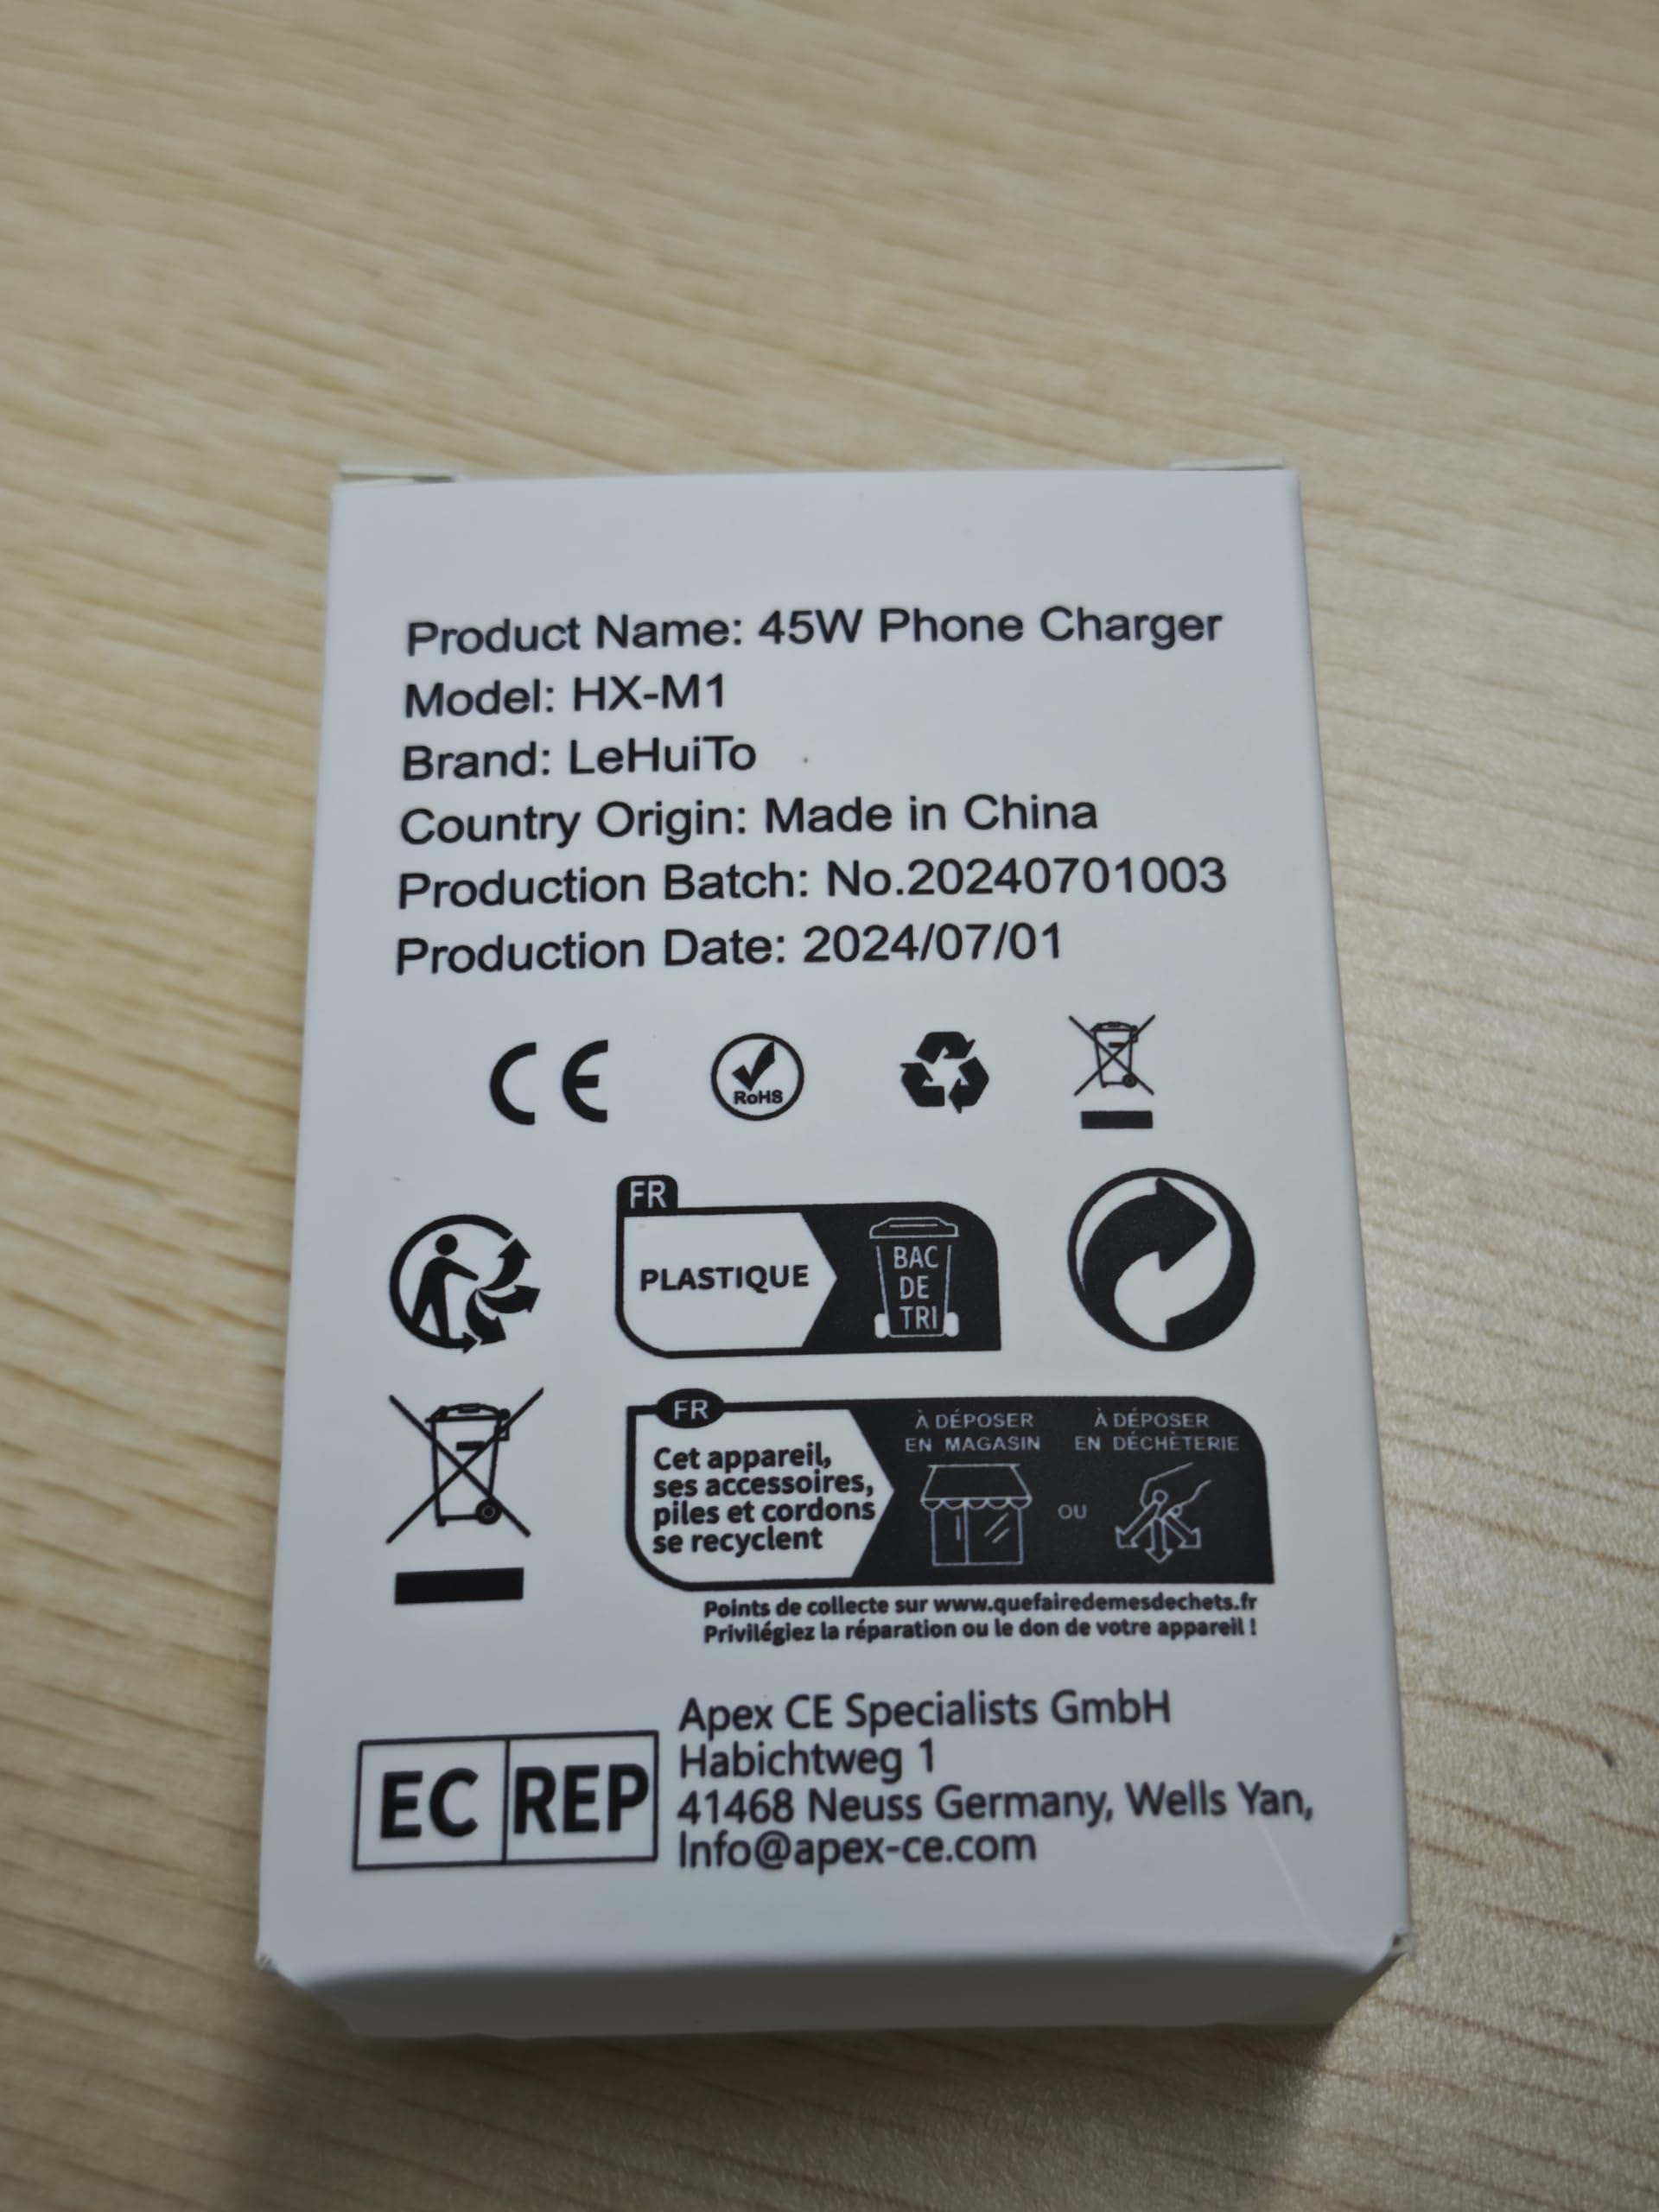 Product Name: 45W Phone Charger
Model: HX-M1
Brand: LeHuiTo
Country Origin: Made in China
Production Batch: No.20240701003
Production Date: 2024/07/01
CE
RoHS
FR
PLASTIQUE
BAC
DE
TRI
FR
Cet appareil,
ses accessoires,
piles et cordons
se recyclent
À DÉPOSER
EN MAGASIN
OU
À DÉPOSER
EN DÉCHÈTERIE
Points de collecte sur www.quefairedemesdechets.fr
Privilégiez la réparation ou le don de votre appareil !
EC REP
Apex CE Specialists GmbH
Habichtweg 1
41468 Neuss Germany, Wells Yan,
Info@apex-ce.com